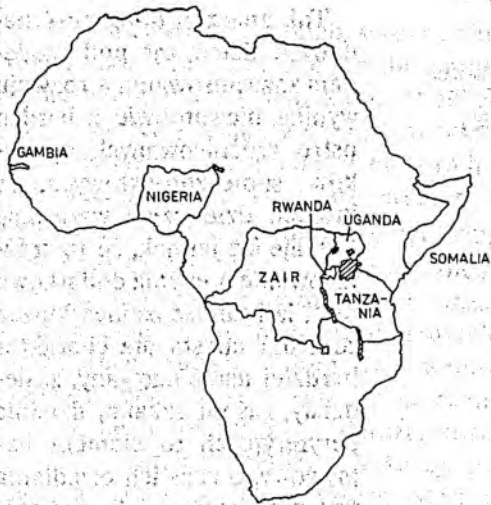 GAMBIA
NIGERIA
RWANDA
UGANDA
SOMALIA
ZAIR
TANZA-
NIA